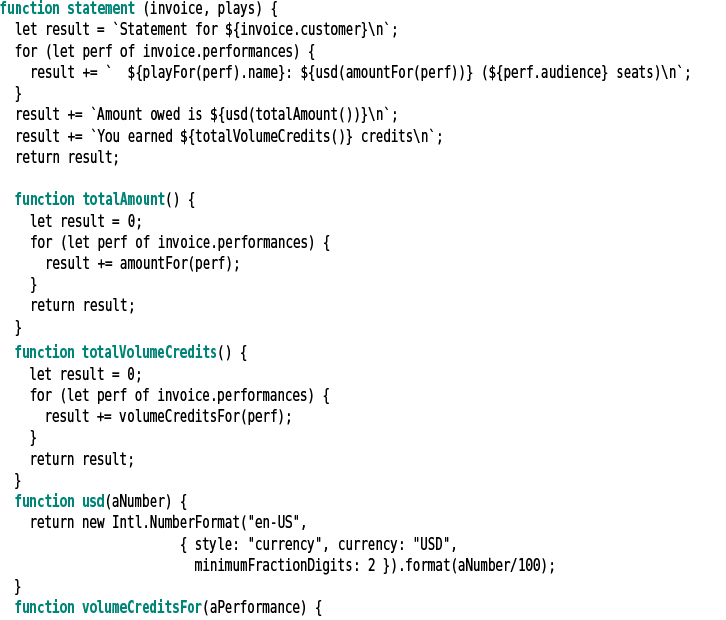 function statement (invoice, plays) {
  let result = `Statement for ${invoice.customer}\n`;
  for (let perf of invoice.performances) {
    result += `  ${playFor(perf).name}: ${usd(amountFor(perf))} (${perf.audience} seats)\n`;
  }
  result += `Amount owed is ${usd(totalAmount())}\n`;
  result += `You earned ${totalVolumeCredits()} credits\n`;
  return result;

  function totalAmount() {
    let result = 0;
    for (let perf of invoice.performances) {
      result += amountFor(perf);
    }
    return result;
  }
  function totalVolumeCredits() {
    let result = 0;
    for (let perf of invoice.performances) {
      result += volumeCreditsFor(perf);
    }
    return result;
  }
  function usd(aNumber) {
    return new Intl.NumberFormat("en-US",
                        { style: "currency", currency: "USD",
                          minimumFractionDigits: 2 }).format(aNumber/100);
  }
  function volumeCreditsFor(aPerformance) {